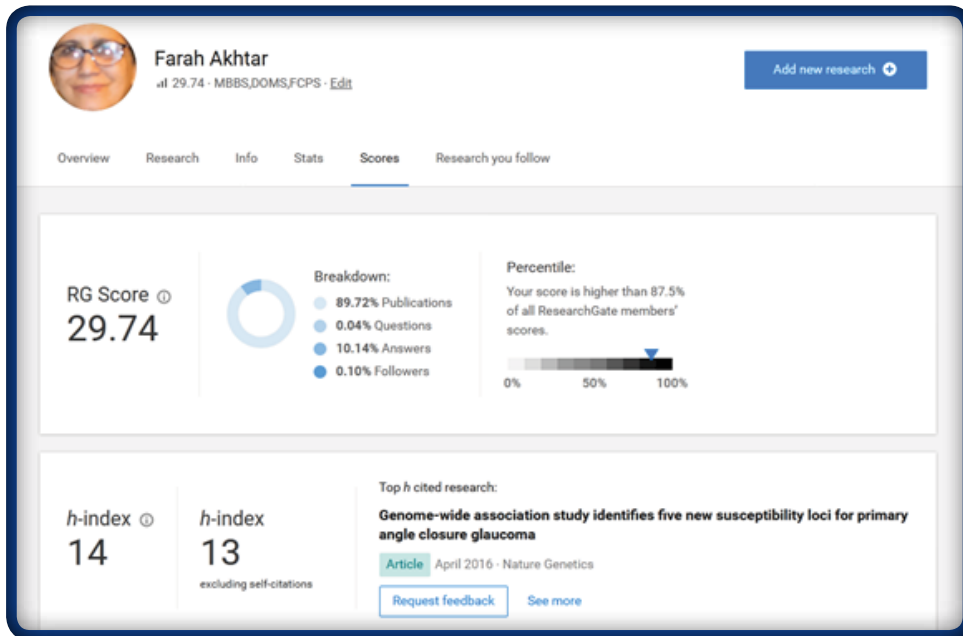 Farah Akhtar
29.74 · MBBS,DOMS,FCPS · Edit
Add new research
Overview Research Info Stats Scores Research you follow
RG Score
29.74
Breakdown:
89.72% Publications
0.04% Questions
10.14% Answers
0.10% Followers
Percentile:
Your score is higher than 87.5%
of all ResearchGate members'
scores.
0% 50% 100%
h-index
14
h-index
13
excluding self-citations
Top h cited research:
Genome-wide association study identifies five new susceptibility loci for primary
angle closure glaucoma
Article April 2016 · Nature Genetics
Request feedback See more